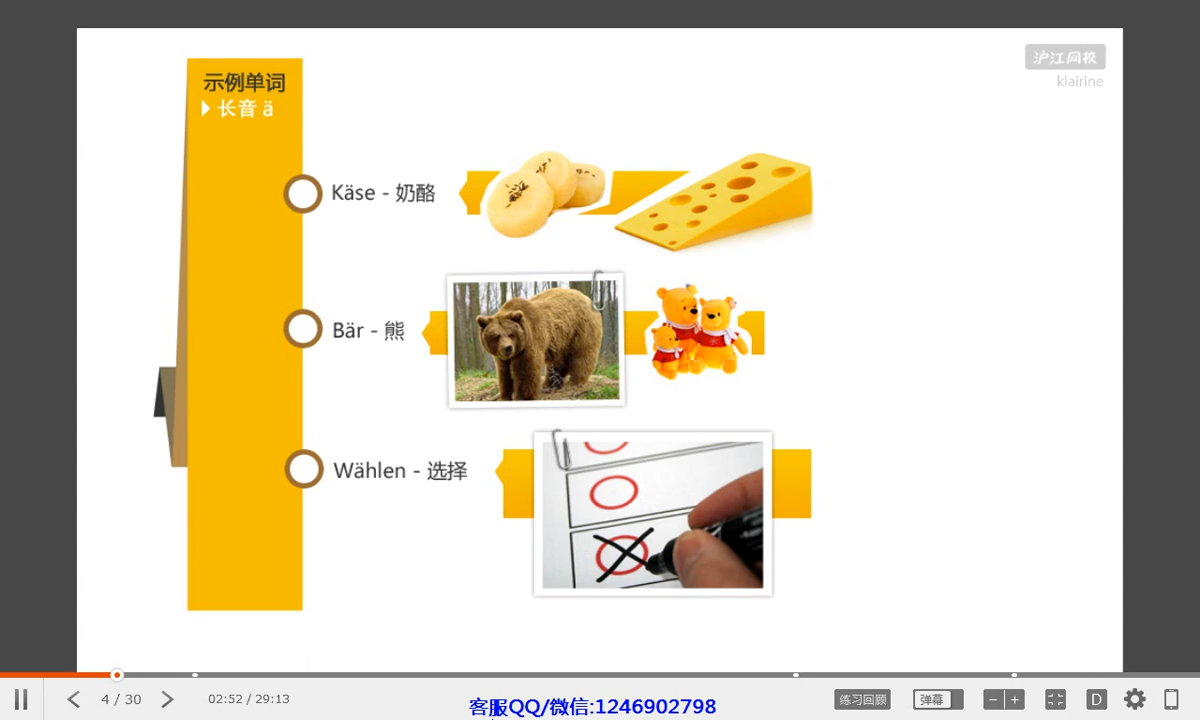 示例单词
长音 ä
沪江网校
klairine
Käse - 奶酪
Bär - 熊
Wählen - 选择
4 / 30
02:52 / 29:13
客服QQ/微信:1246902798
练习回顾
弹幕
D